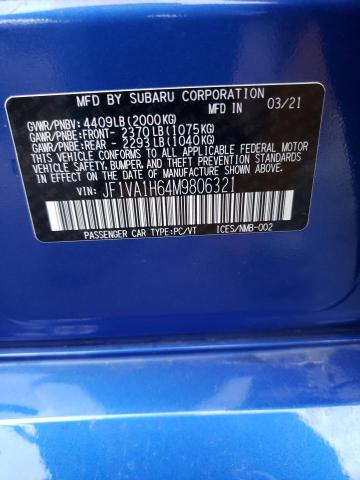 MFD BY SUBARU CORPORATION
GVWR/PNBV: 4409LB(2000KG) MFD IN 03/21
GAWR/PNBE:FRONT- 2370LB(1075KG)
GAWR/PNBE:REAR - 2293LB(1040KG)
THIS VEHICLE CONFORMS TO ALL APPLICABLE FEDERAL MOTOR
VEHICLE SAFETY, BUMPER, AND THEFT PREVENTION STANDARDS
IN EFFECT ON THE DATE OF MANUFACTURE SHOWN ABOVE.
VIN: JF1VA1H64M9806321
PASSENGER CAR TYPE:PC/VT ICES/NMB-002